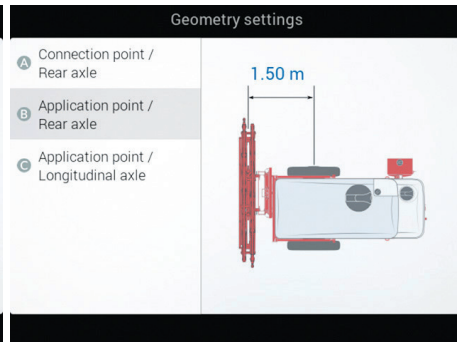 Geometry settings
A Connection point /
Rear axle
B Application point /
Rear axle
C Application point /
Longitudinal axle
1.50 m